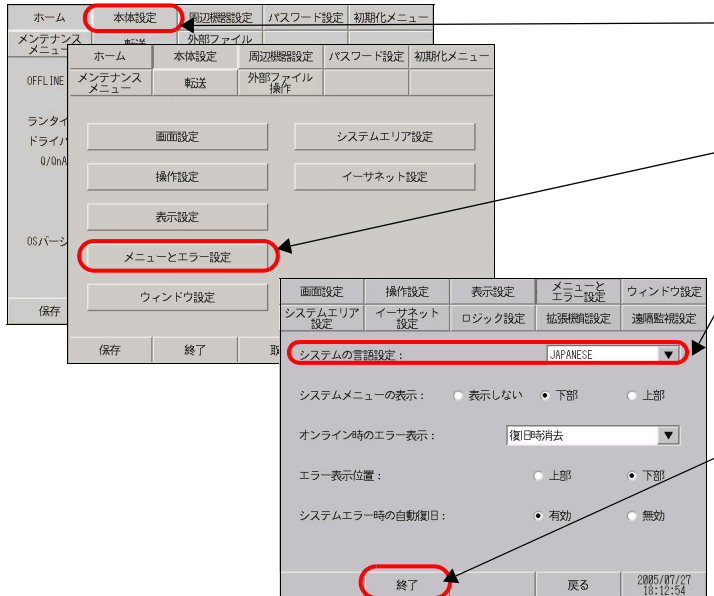 ホーム
本体設定
周辺機器設定
パスワード設定
初期化メニュー
メンテナンス
メニュー
転送
外部ファイル
OFFLINE
ランタイ
ドライバ
Q/QnA
OSバージ
保存
ホーム
本体設定
周辺機器設定
パスワード設定
初期化メニュー
メンテナンス
メニュー
転送
外部ファイル
操作
画面設定
システムエリア設定
操作設定
イーサネット設定
表示設定
メニューとエラー設定
ウィンドウ設定
保存
終了
取
画面設定
操作設定
表示設定
メニューと
エラー設定
ウィンドウ設定
システムエリア
設定
イーサネット
設定
ロジック設定
拡張機能設定
遠隔監視設定
システムの言語設定：
JAPANESE
システムメニューの表示：
表示しない
下部
上部
オンライン時のエラー表示：
復旧時消去
エラー表示位置：
上部
下部
システムエラー時の自動復旧：
有効
無効
終了
戻る
2005/07/27
18:12:54